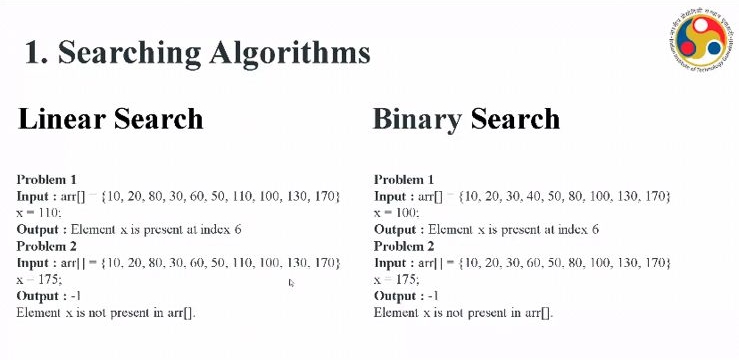 1. Searching Algorithms
Linear Search
Problem 1
Input : arr[] = {10, 20, 80, 30, 60, 50, 110, 100, 130, 170}
x = 110;
Output : Element x is present at index 6
Problem 2
Input : arr[] = {10, 20, 80, 30, 60, 50, 110, 100, 130, 170}
x = 175;
Output : -1
Element x is not present in arr[].
Binary Search
Problem 1
Input : arr[] = {10, 20, 30, 40, 50, 80, 100, 130, 170}
x = 100;
Output : Element x is present at index 6
Problem 2
Input : arr[] = {10, 20, 30, 60, 50, 80, 100, 130, 170}
x = 175;
Output : -1
Element x is not present in arr[].